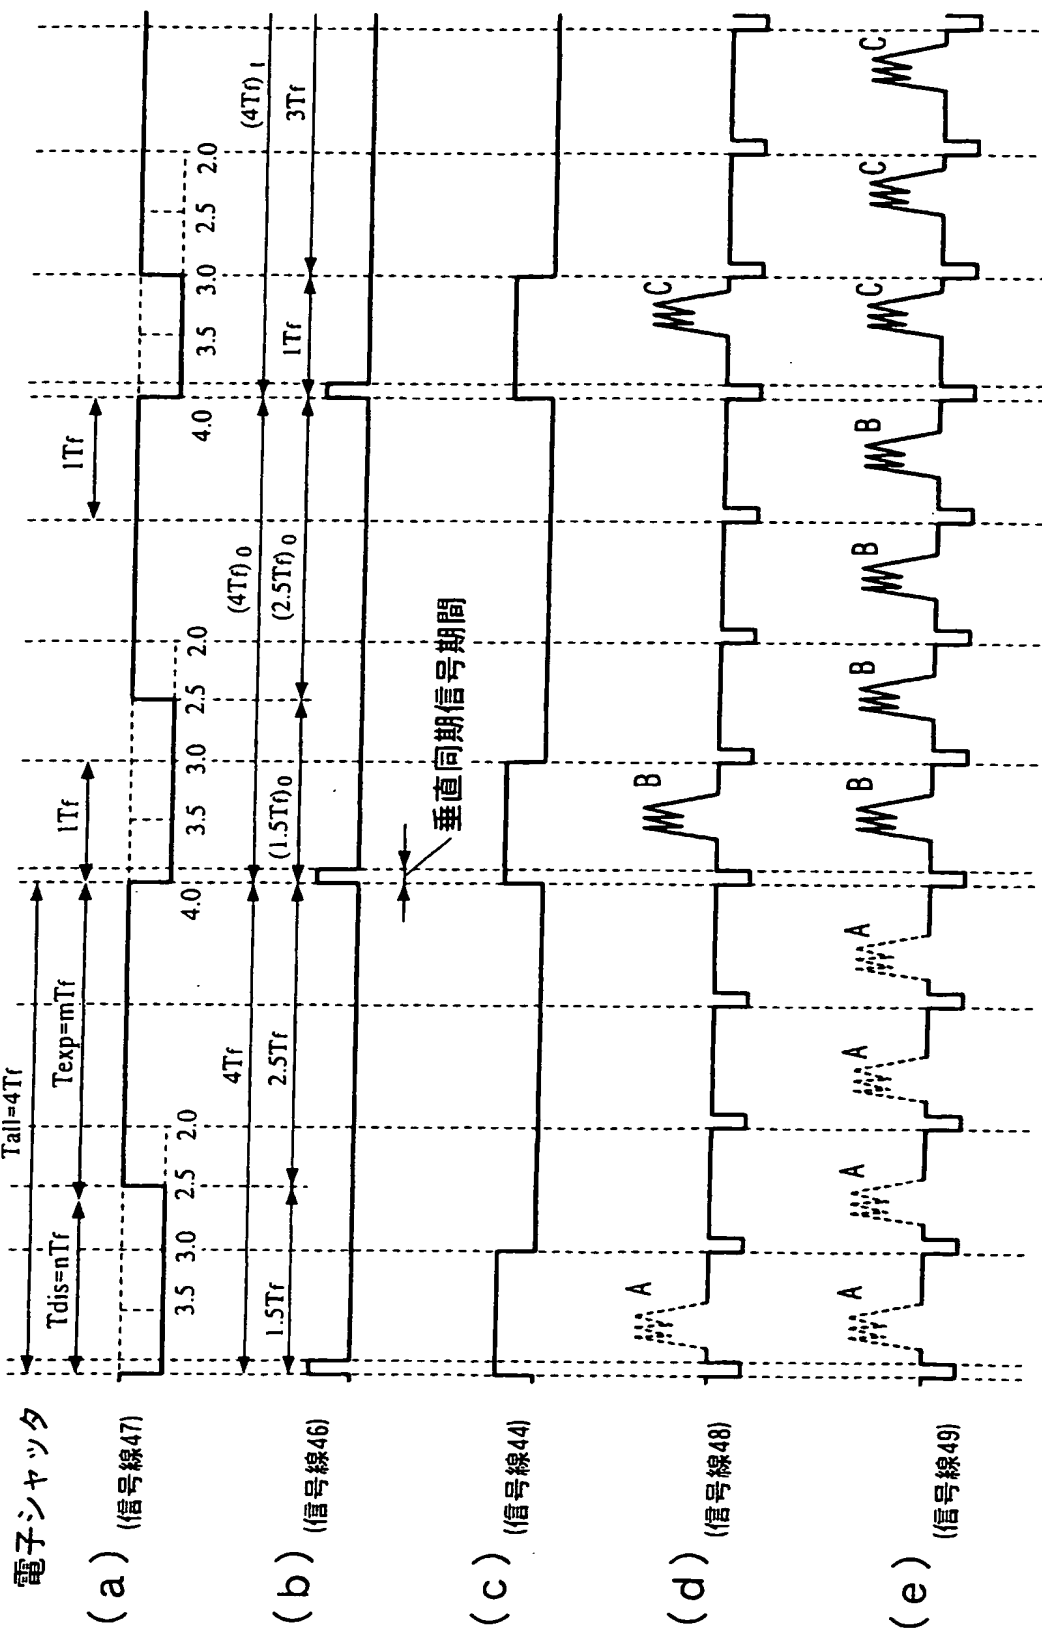 電子シャッタ
Tall=4Tf
Tdis=nTf
Texp=mTf
1Tf
1Tf
(a)
(信号線47)
3.5
3.0
2.5
2.0
4.0
3.5
3.0
2.5
2.0
4.0
3.5
3.0
2.5
2.0
4Tf
(4Tf)0
(4Tf)1
1.5Tf
2.5Tf
(1.5Tf)0
(2.5Tf)0
1Tf
3Tf
(b)
(信号線46)
垂直同期信号期間
(c)
(信号線44)
(d)
(信号線48)
A
B
C
(e)
(信号線49)
A
A
A
A
B
B
B
B
C
C
C